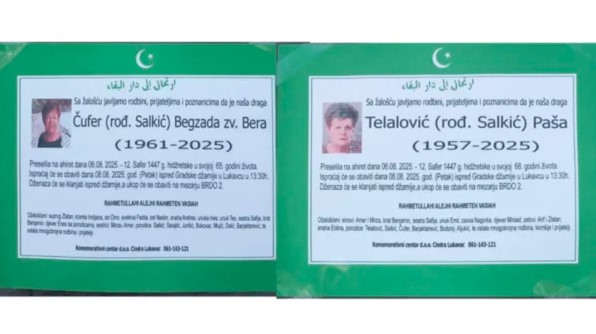 ارتحال إلى دار البقاء
Sa žalošću javljamo rodbini, prijateljima i poznanicima da je naša draga
Čufer (rođ. Salkić) Begzada zv. Bera
(1961-2025)
Preselila na ahiret dana 06.08. 2025. - 12. Safer 1447 g. hidžretske u svojoj 65. godini života.
Ispraćaj će se obaviti dana 08.08. 2025. god. (Petak) ispred Gradske džamije u Lukavcu u 13:30h.
Dženaza će se klanjati ispred džamije,a ukop će se obaviti na mezarju BRDO 2.
RAHMETULLAHI ALEJHI RAHMETEN VASIAH
Komemorativni centar d.o.o. Cindra Lukavac 061-143-121
ارتحال إلى دار البقاء
Sa žalošću javljamo rodbini, prijateljima i poznanicima da je naša draga
Telalović (rođ. Salkić) Paša
(1957-2025)
Preselila na ahiret dana 06.08. 2025. - 12. Safer 1447 g. hidžretske u svojoj 68. godini života.
Ispraćaj će se obaviti dana 08.08. 2025. god. (Petak) ispred Gradske džamije u Lukavcu u 13:30h.
Dženaza će se klanjati ispred džamije,a ukop će se obaviti na mezarju BRDO 2.
RAHMETULLAHI ALEJHI RAHMETEN VASIAH
Komemorativni centar d.o.o. Cindra Lukavac 061-143-121